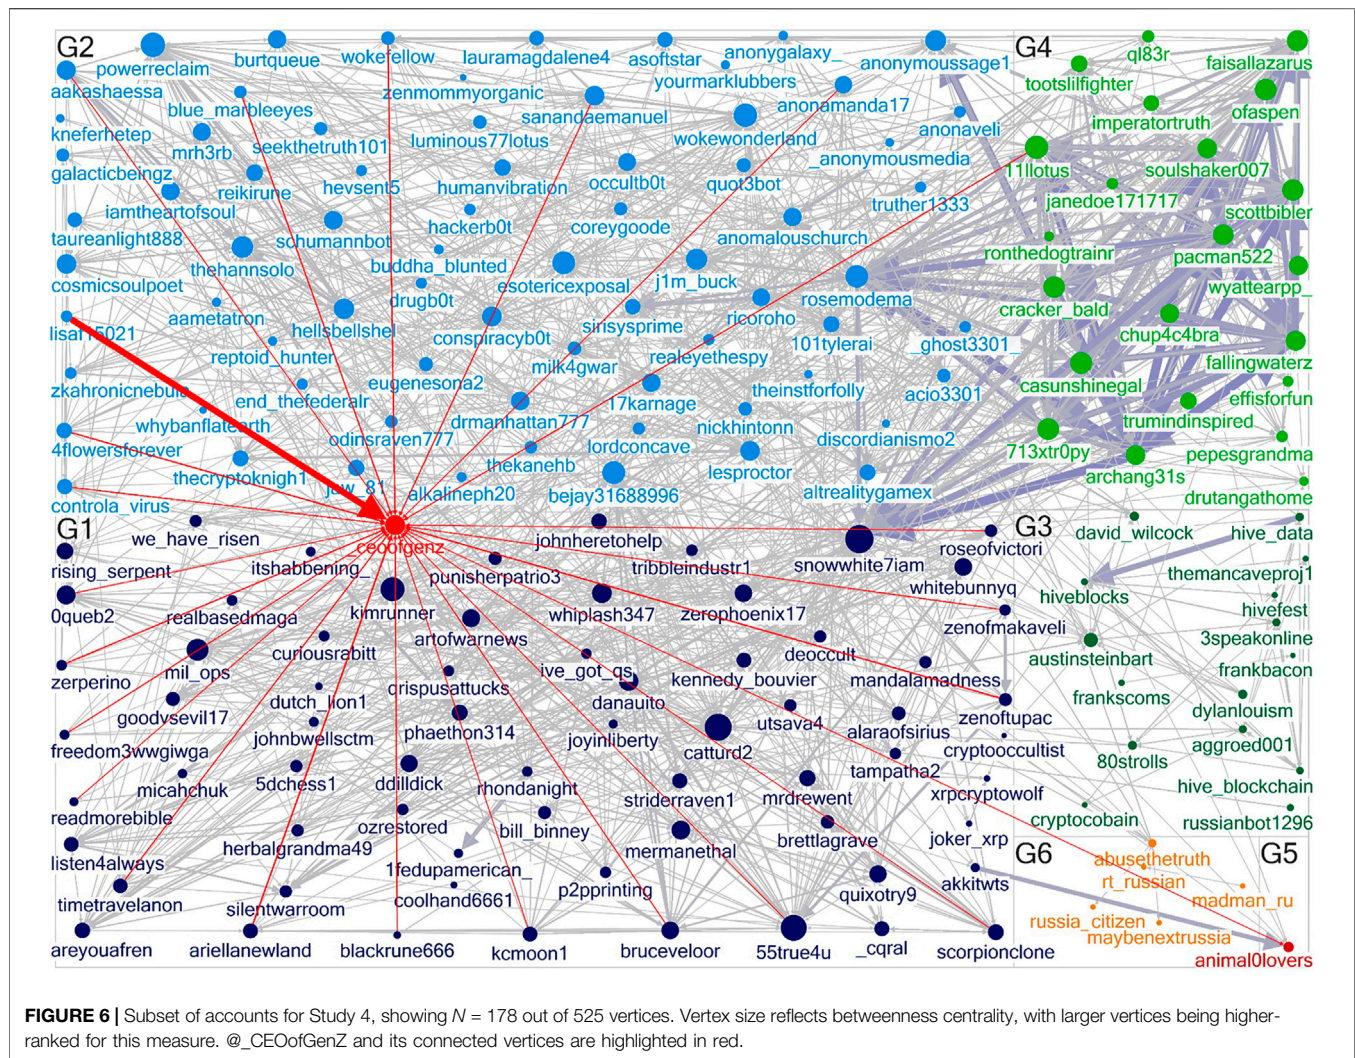 G2
G4
powerreclaim
burtqueue
wokefellow
lauramagdalene4
asoftstar
anonygalaxy_
anonymoussage1
ql83r
faisallazarus
aakashaessa
zenmommyorganic
yourmarklubbers
tootslilfighter
blue_marbleeyes
sanandaemanuel
anonamanda17
ofaspen
kneferhetep
mrh3rb
seekthetruth101
luminous77lotus
wokewonderland
anonaveli
imperatortruth
galacticbeingz
reikirune
hevsent5
humanvibration
occultb0t
quot3bot
_anonymousmedia
11llotus
soulshaker007
iamtheartofsoul
truther1333
janedoe171717
scottbibler
taureanlight888
schumannbot
hackerb0t
coreygoode
anomalouschurch
thehannsolo
buddha_blunted
ronthedogtrainr
pacman522
cosmicsoulpoet
drugb0t
esotericexposal
j1m_buck
rosemodema
wyattearpp_
aametatron
hellsbellshel
conspiracyb0t
sirisysprime
ricoroho
cracker_bald
lisaf15021
reptoid_hunter
milk4gwar
realeyethespy
101tylerai
_ghost3301_
chup4c4bra
fallingwaterz
zkahronicnebula
end_thefederalr
eugenesona2
17karnage
theinstforfolly
acio3301
casunshinegal
effisforfun
whybanflatearth
odinsraven777
drmanhattan777
lordconcave
nickhintonn
discordianismo2
trumindinspired
4flowersforever
thecryptoknigh1
jaw_81
thekanehb
lesproctor
713xtr0py
pepesgrandma
archang31s
controla_virus
alkalineph20
bejay31688996
altrealitygamex
drutangathome
G1
G3
we_have_risen
_ceoofgenz
johnheretohelp
roseofvictori
david_wilcock
hive_data
rising_serpent
itshabbening_
punisherpatrio3
tribbleindustr1
snowwhite7iam
whitebunnyq
themancaveproj1
0queb2
realbasedmaga
kimrunner
whiplash347
zerophoenix17
zenofmakaveli
hiveblocks
hivefest
artofwarnews
3speakonline
zerperino
mil_ops
curiousrabitt
ive_got_qs
deoccult
austinsteinbart
kennedy_bouvier
mandalamadness
frankbacon
crispusattucks
danauito
frankscoms
dylanlouism
goodvsevil17
dutch_lion1
phaethon314
utsava4
zenoftupac
freedom3wwgiwga
johnbwellsctm
joyinliberty
catturd2
alaraofsirius
cryptooccultist
aggroed001
80strolls
micahchuk
5dchess1
ddilldick
rhondanight
tampatha2
hive_blockchain
readmorebible
striderraven1
mrdrewent
xrpcryptowolf
cryptocobain
russianbot1296
ozrestored
bill_binney
brettlagrave
joker_xrp
listen4always
herbalgrandma49
mermanethal
G6
G5
1fedupamerican_
abusethetruth
akkitwts
rt_russian
timetravelanon
silentwarroom
coolhand6661
p2pprinting
quixotry9
madman_ru
russia_citizen
maybenextrussia
areyouafren
ariellanewland
blackrune666
kcmoon1
bruceveloor
55true4u
_cqral
scorpionclone
animal0lovers
FIGURE 6 | Subset of accounts for Study 4, showing N = 178 out of 525 vertices. Vertex size reflects betweenness centrality, with larger vertices being higher-
ranked for this measure. @_CEOofGenZ and its connected vertices are highlighted in red.